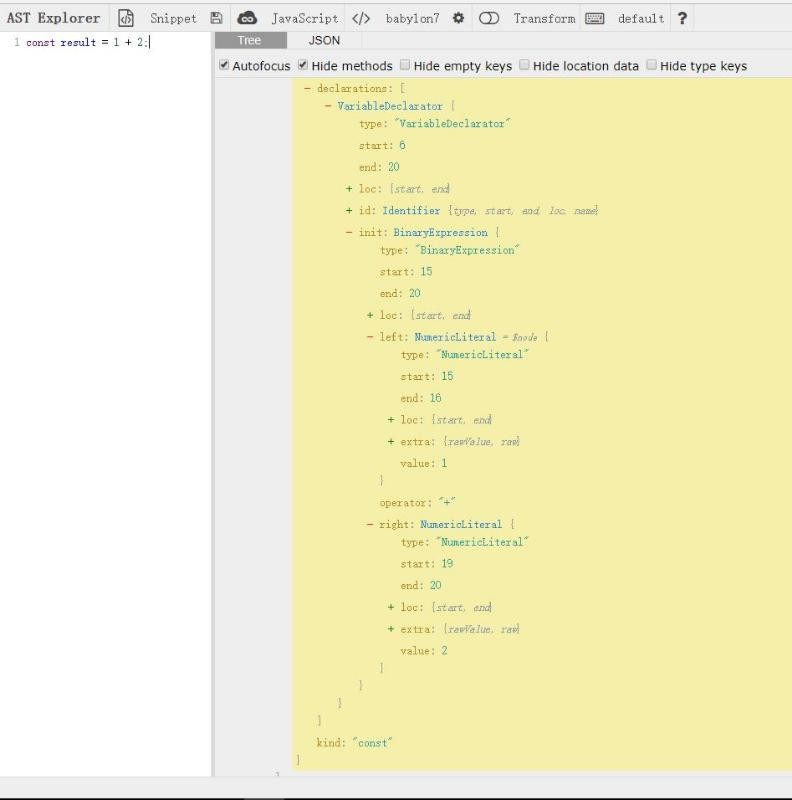 AST Explorer Snippet JavaScript </> babylon7 Transform default ?
1 const result = 1 + 2;
Tree JSON
Autofocus Hide methods Hide empty keys Hide location data Hide type keys
− declarations: [
− VariableDeclarator {
type: "VariableDeclarator"
start: 6
end: 20
+ loc: {start, end}
+ id: Identifier {type, start, end, loc, name}
− init: BinaryExpression {
type: "BinaryExpression"
start: 15
end: 20
+ loc: {start, end}
− left: NumericLiteral = $node {
type: "NumericLiteral"
start: 15
end: 16
+ loc: {start, end}
+ extra: {rawValue, raw}
value: 1
}
operator: "+"
− right: NumericLiteral {
type: "NumericLiteral"
start: 19
end: 20
+ loc: {start, end}
+ extra: {rawValue, raw}
value: 2
}
}
}
]
kind: "const"
}
]